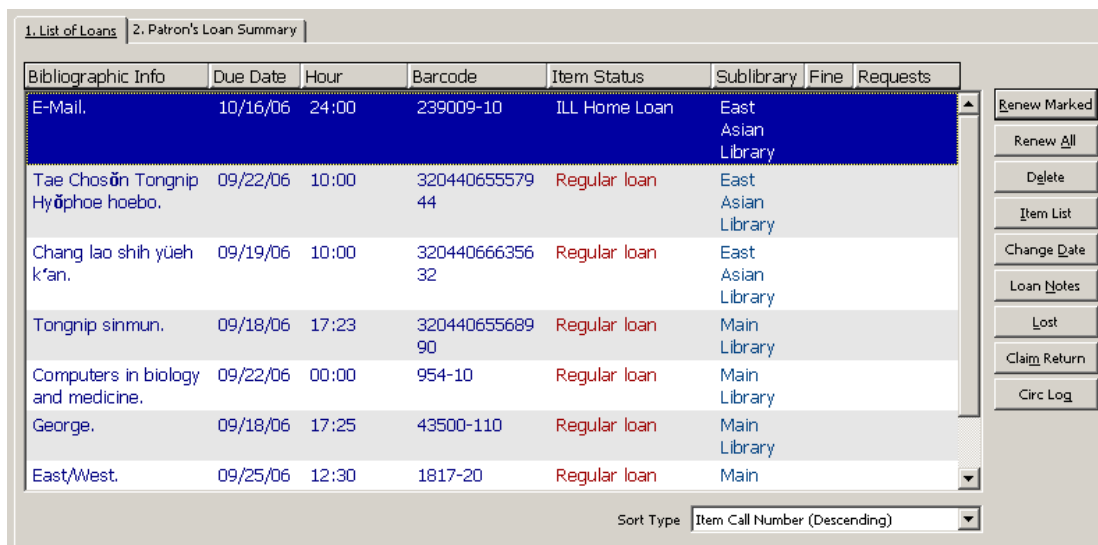 1. List of Loans 2. Patron's Loan Summary
Bibliographic Info Due Date Hour Barcode Item Status Sublibrary Fine Requests
E-Mail. 10/16/06 24:00 239009-10 ILL Home Loan East
Asian
Library
Tae Chosŏn Tongnip 09/22/06 10:00 320440655579 Regular loan East
Hyŏphoe hoebo. 44 Asian
Library
Chang lao shih yüeh 09/19/06 10:00 320440666356 Regular loan East
kʻan. 32 Asian
Library
Tongnip sinmun. 09/18/06 17:23 320440655689 Regular loan Main
90 Library
Computers in biology 09/22/06 00:00 954-10 Regular loan Main
and medicine. Library
George. 09/18/06 17:25 43500-110 Regular loan Main
Library
East/West. 09/25/06 12:30 1817-20 Regular loan Main
Renew Marked
Renew All
Delete
Item List
Change Date
Loan Notes
Lost
Claim Return
Circ Log
Sort Type Item Call Number (Descending)